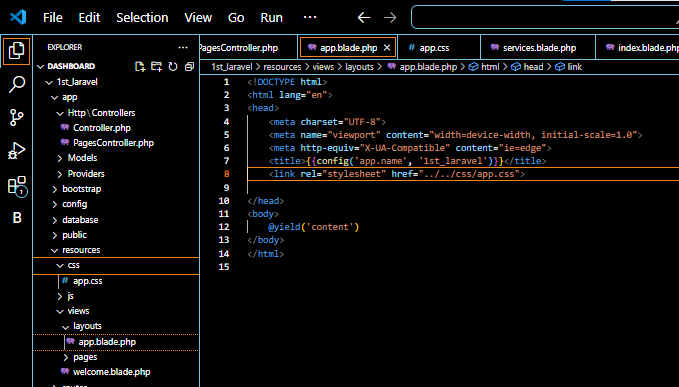 File Edit Selection View Go Run ···
EXPLORER ···
DASHBOARD
1st_laravel
app
Http\Controllers
Controller.php
PagesController.php
Models
Providers
bootstrap
config
database
public
resources
css
# app.css
js
views
layouts
app.blade.php
pages
welcome.blade.php
1
B
PagesController.php app.blade.php × # app.css services.blade.php index.blade.php
1st_laravel > resources > views > layouts > app.blade.php > html > head > link
1 <!DOCTYPE html>
2 <html lang="en">
3 <head>
4 <meta charset="UTF-8">
5 <meta name="viewport" content="width=device-width, initial-scale=1.0">
6 <meta http-equiv="X-UA-Compatible" content="ie=edge">
7 <title>{{config('app.name', '1st_laravel')}}</title>
8 <link rel="stylesheet" href="../../css/app.css">
9
10 </head>
11 <body>
12 @yield('content')
13 </body>
14 </html>
15